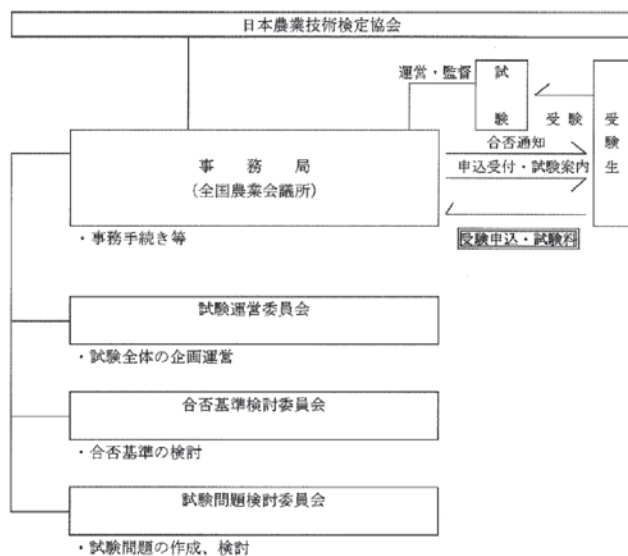 日本農業技術検定協会
運営・監督
試験
受験
受験生
合否通知
申込受付・試験案内
受験申込・試験料
事務局
(全国農業会議所)
・事務手続き等
試験運営委員会
・試験全体の企画運営
合否基準検討委員会
・合否基準の検討
試験問題検討委員会
・試験問題の作成、検討